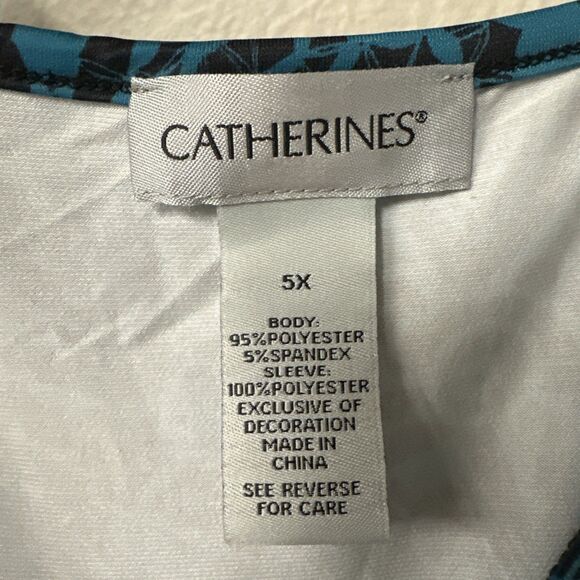 CATHERINES®
5X
BODY:
95%POLYESTER
5%SPANDEX
SLEEVE:
100%POLYESTER
EXCLUSIVE OF
DECORATION
MADE IN
CHINA
SEE REVERSE
FOR CARE